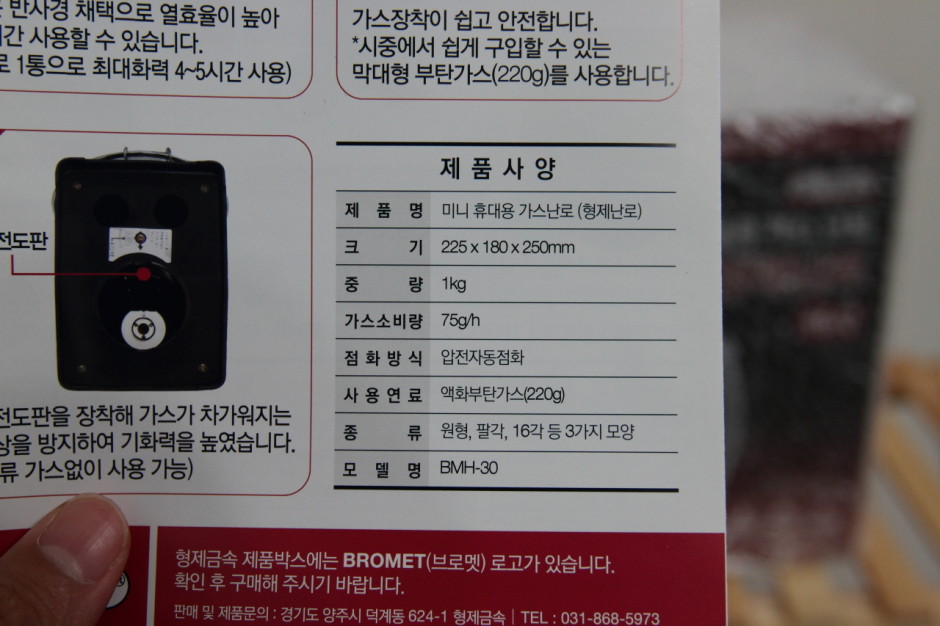 반사경 채택으로 열효율이 높아
간 사용할 수 있습니다.
1통으로 최대화력 4~5시간 사용)
가스장착이 쉽고 안전합니다.
*시중에서 쉽게 구입할 수 있는
막대형 부탄가스(220g)를 사용합니다.
전도판
전도판을 장착해 가스가 차가워지는
상을 방지하여 기화력을 높였습니다.
류 가스없이 사용 가능)
제품사양
제 품 명 미니 휴대용 가스난로 (형제난로)
크 기 225 x 180 x 250mm
중 량 1kg
가스소비량 75g/h
점화방식 압전자동점화
사용연료 액화부탄가스(220g)
종 류 원형, 팔각, 16각 등 3가지 모양
모 델 명 BMH-30
형제금속 제품박스에는 BROMET(브로멧) 로고가 있습니다.
확인 후 구매해 주시기 바랍니다.
판매 및 제품문의 : 경기도 양주시 덕계동 624-1 형제금속 | TEL : 031-868-5973